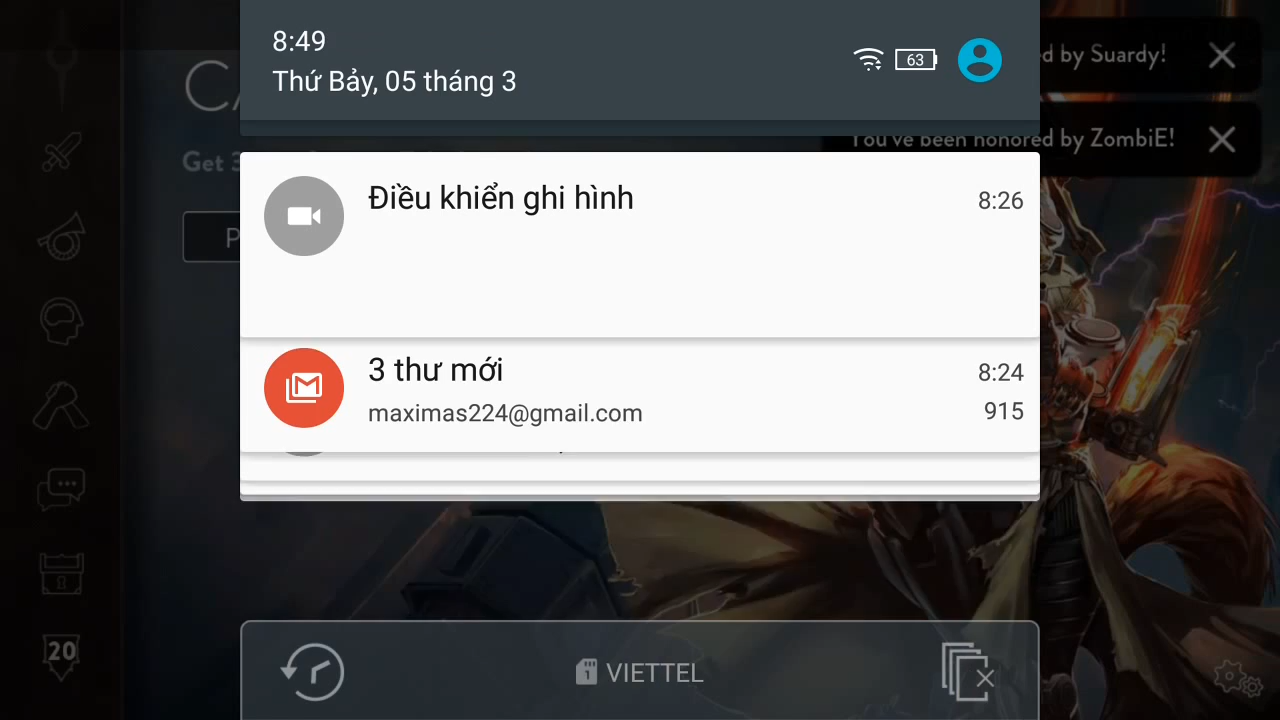 8:49
63
Thứ Bảy, 05 tháng 3
by Suardy!
You've been honored by ZombiE!
Get
Điều khiển ghi hình
8:26
3 thư mới
8:24
maximas224@gmail.com
915
20
1 VIETTEL